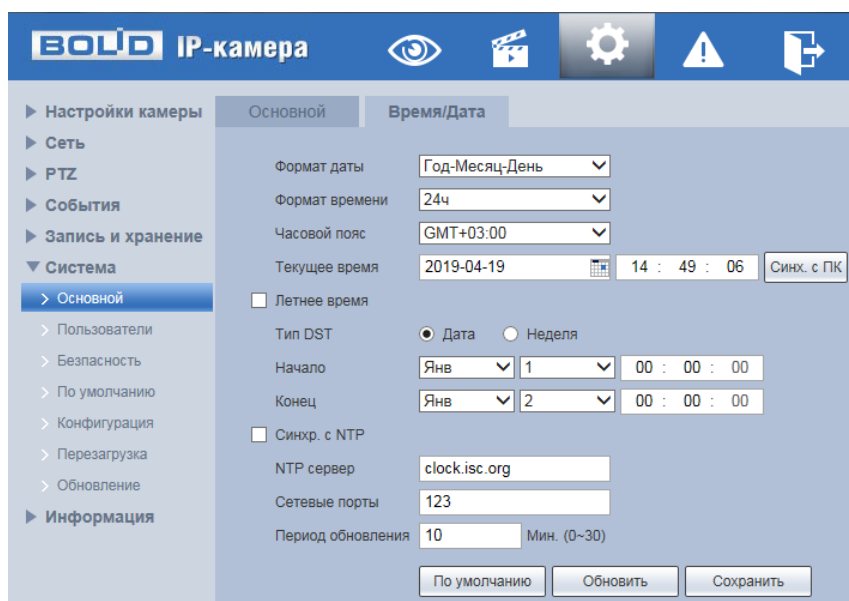 BOLID IP-камера
Настройки камеры
Сеть
PTZ
События
Запись и хранение
Система
Основной
Пользователи
Безпасность
По умолчанию
Конфигурация
Перезагрузка
Обновление
Информация
Основной Время/Дата
Формат даты Год-Месяц-День
Формат времени 24ч
Часовой пояс GMT+03:00
Текущее время 2019-04-19 14 : 49 : 06 Синх. с ПК
Летнее время
Тип DST Дата Неделя
Начало Янв 1 00 : 00 : 00
Конец Янв 2 00 : 00 : 00
Синхр. с NTP
NTP сервер clock.isc.org
Сетевые порты 123
Период обновления 10 Мин. (0~30)
По умолчанию Обновить Сохранить